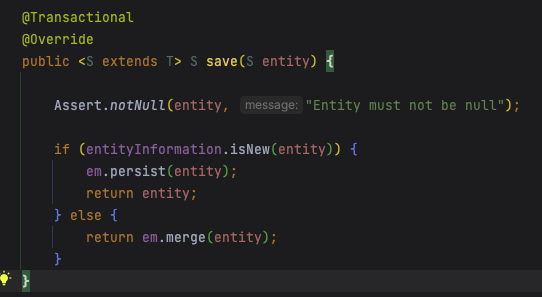 @Transactional
@Override
public <S extends T> S save(S entity) {
Assert.notNull(entity, message: "Entity must not be null");
if (entityInformation.isNew(entity)) {
em.persist(entity);
return entity;
} else {
return em.merge(entity);
}
}